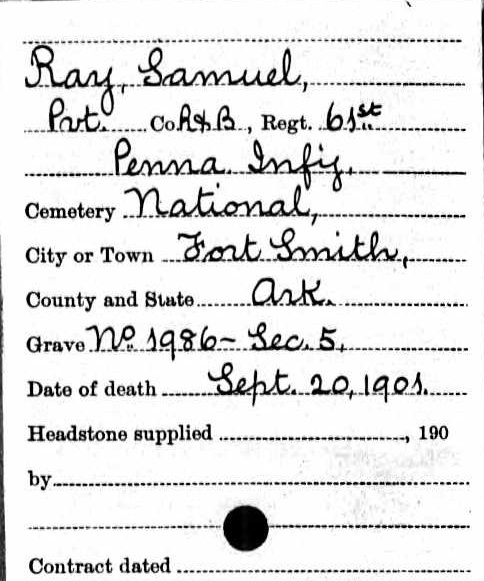 Ray, Samuel,
Pvt. Co. A & B, Regt. 61st
Penna. Infy.
Cemetery National,
City or Town Fort Smith,
County and State Ark.
Grave No. 1986 - Sec. 5,
Date of death Sept. 20, 1901.
Headstone supplied , 190
by
Contract dated